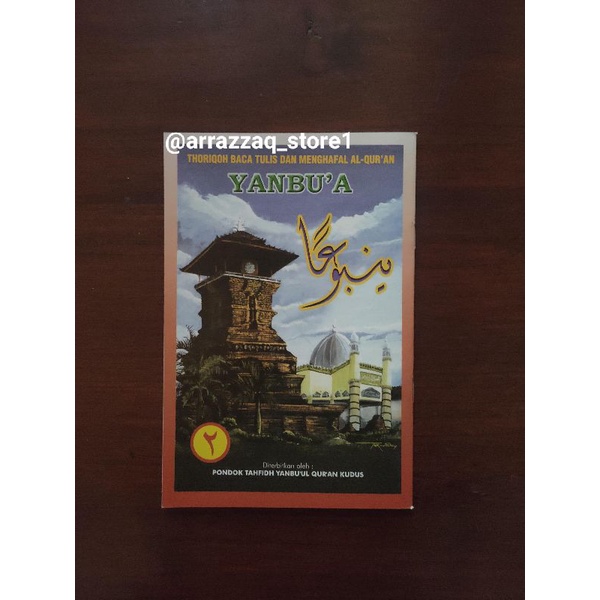 @arrazzaq_store1
THORIQOH BACA TULIS DAN MENGHAFAL AL-QUR'AN
YANBU'A
ينبوعا
٢
Diterbitkan oleh :
PONDOK TAHFIDH YANBU'UL QUR'AN KUDUS